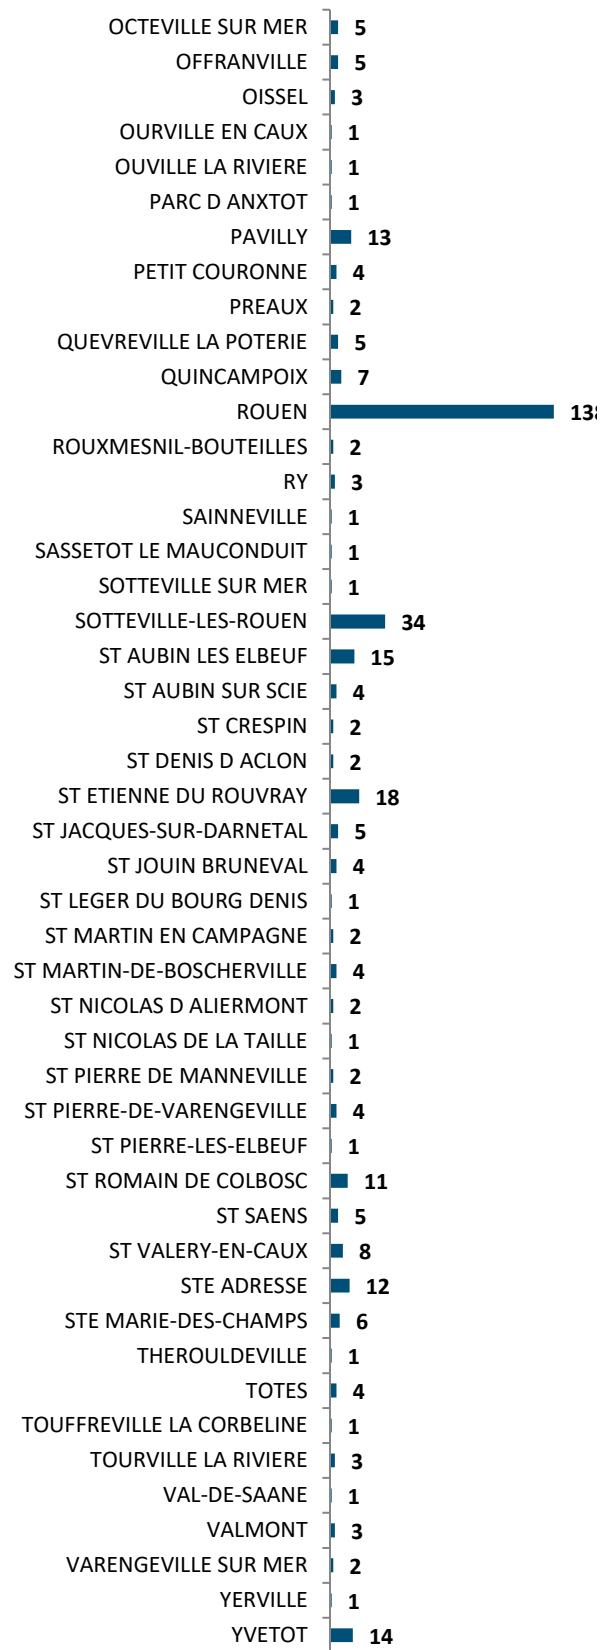 OCTEVILLE SUR MER 5
OFFRANVILLE 5
OISSEL 3
OURVILLE EN CAUX 1
OUVILLE LA RIVIERE 1
PARC D ANXTOT 1
PAVILLY 13
PETIT COURONNE 4
PREAUX 2
QUEVREVILLE LA POTERIE 5
QUINCAMPOIX 7
ROUEN 138
ROUXMESNIL-BOUTEILLES 2
RY 3
SAINNEVILLE 1
SASSETOT LE MAUCONDUIT 1
SOTTEVILLE SUR MER 1
SOTTEVILLE-LES-ROUEN 34
ST AUBIN LES ELBEUF 15
ST AUBIN SUR SCIE 4
ST CRESPIN 2
ST DENIS D ACLON 2
ST ETIENNE DU ROUVRAY 18
ST JACQUES-SUR-DARNETAL 5
ST JOUIN BRUNEVAL 4
ST LEGER DU BOURG DENIS 1
ST MARTIN EN CAMPAGNE 2
ST MARTIN-DE-BOSCHERVILLE 4
ST NICOLAS D ALIERMONT 2
ST NICOLAS DE LA TAILLE 1
ST PIERRE DE MANNEVILLE 2
ST PIERRE-DE-VARENGEVILLE 4
ST PIERRE-LES-ELBEUF 1
ST ROMAIN DE COLBOSC 11
ST SAENS 5
ST VALERY-EN-CAUX 8
STE ADRESSE 12
STE MARIE-DES-CHAMPS 6
THEROULDEVILLE 1
TOTES 4
TOUFFREVILLE LA CORBELINE 1
TOURVILLE LA RIVIERE 3
VAL-DE-SAANE 1
VALMONT 3
VARENGEVILLE SUR MER 2
YERVILLE 1
YVETOT 14